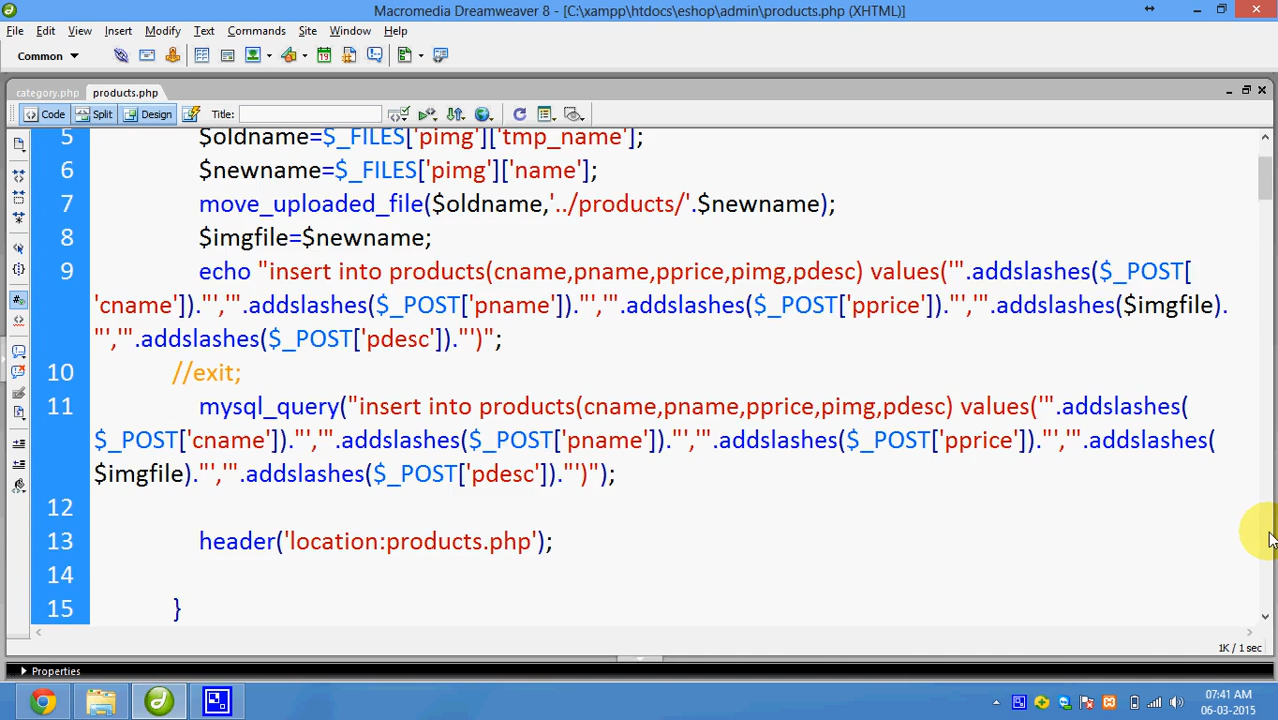 Macromedia Dreamweaver 8 - [C:\xampp\htdocs\eshop\admin\products.php (XHTML)]
File Edit View Insert Modify Text Commands Site Window Help
Common
category.php products.php
Code Split Design Title:
5 $oldname=$_FILES['pimg']['tmp_name'];
6 $newname=$_FILES['pimg']['name'];
7 move_uploaded_file($oldname,'../products/'.$newname);
8 $imgfile=$newname;
9 echo "insert into products(cname,pname,pprice,pimg,pdesc) values('".addslashes($_POST[
'cname'])."','".addslashes($_POST['pname'])."','".addslashes($_POST['pprice'])."','".addslashes($imgfile).
"','".addslashes($_POST['pdesc'])."')";
10 //exit;
11 mysql_query("insert into products(cname,pname,pprice,pimg,pdesc) values('".addslashes(
$_POST['cname'])."','".addslashes($_POST['pname'])."','".addslashes($_POST['pprice'])."','".addslashes(
$imgfile)."','".addslashes($_POST['pdesc'])."')");
12
13 header('location:products.php');
14
15 }
1K / 1 sec
Properties
07:41 AM
06-03-2015